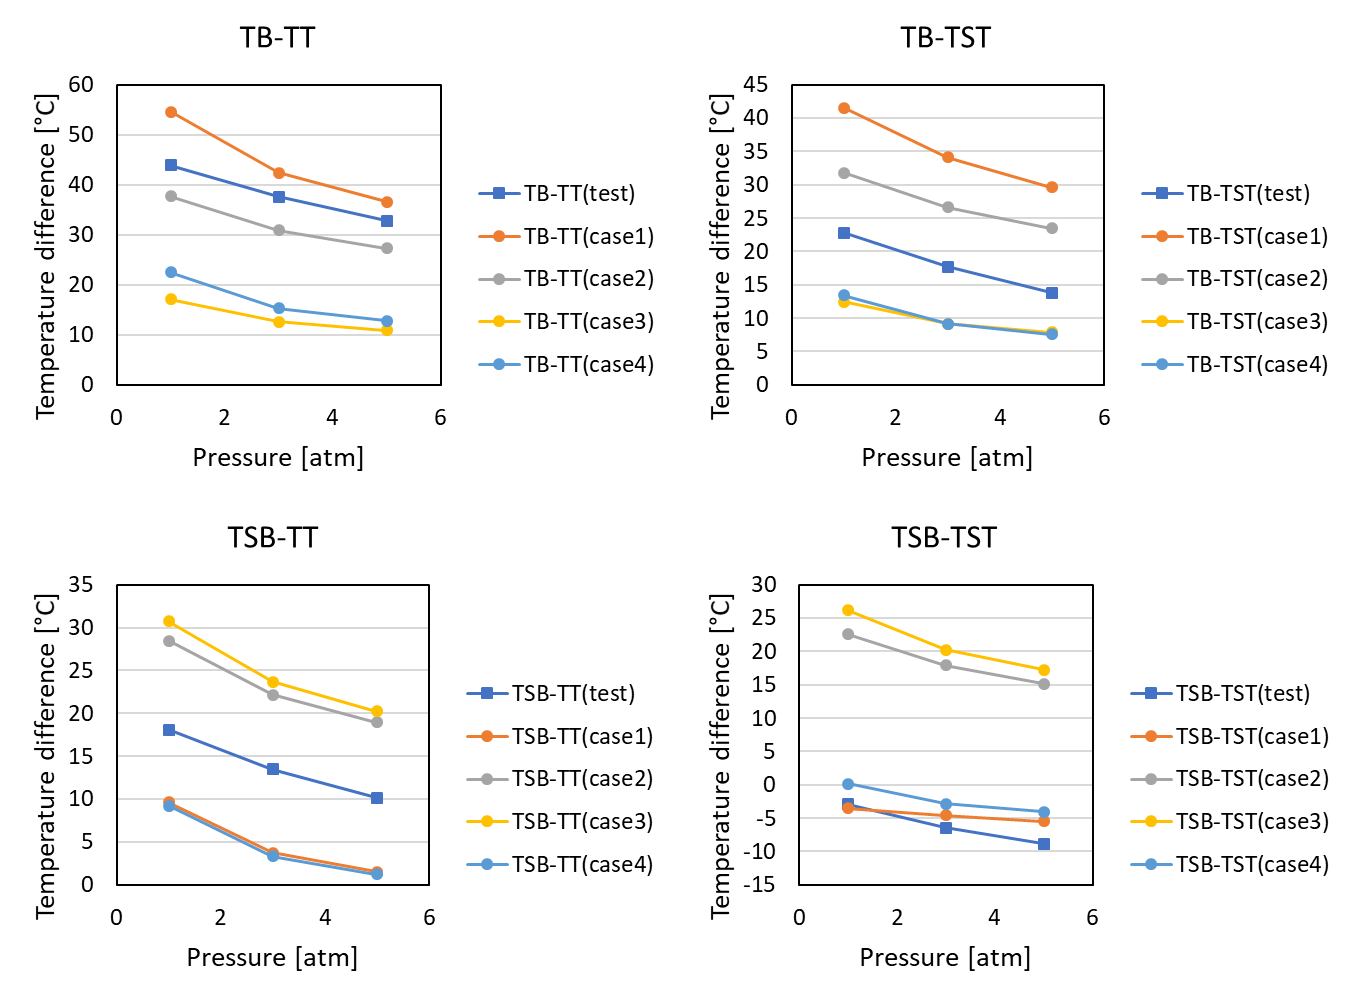 TB-TT
Temperature difference [°C]
60
50
40
30
20
10
0
0 2 4 6
Pressure [atm]
TB-TT(test)
TB-TT(case1)
TB-TT(case2)
TB-TT(case3)
TB-TT(case4)
TB-TST
Temperature difference [°C]
45
40
35
30
25
20
15
10
5
0
0 2 4 6
Pressure [atm]
TB-TST(test)
TB-TST(case1)
TB-TST(case2)
TB-TST(case3)
TB-TST(case4)
TSB-TT
Temperature difference [°C]
35
30
25
20
15
10
5
0
0 2 4 6
Pressure [atm]
TSB-TT(test)
TSB-TT(case1)
TSB-TT(case2)
TSB-TT(case3)
TSB-TT(case4)
TSB-TST
Temperature difference [°C]
30
25
20
15
10
5
0
-5
-10
-15
0 2 4 6
Pressure [atm]
TSB-TST(test)
TSB-TST(case1)
TSB-TST(case2)
TSB-TST(case3)
TSB-TST(case4)